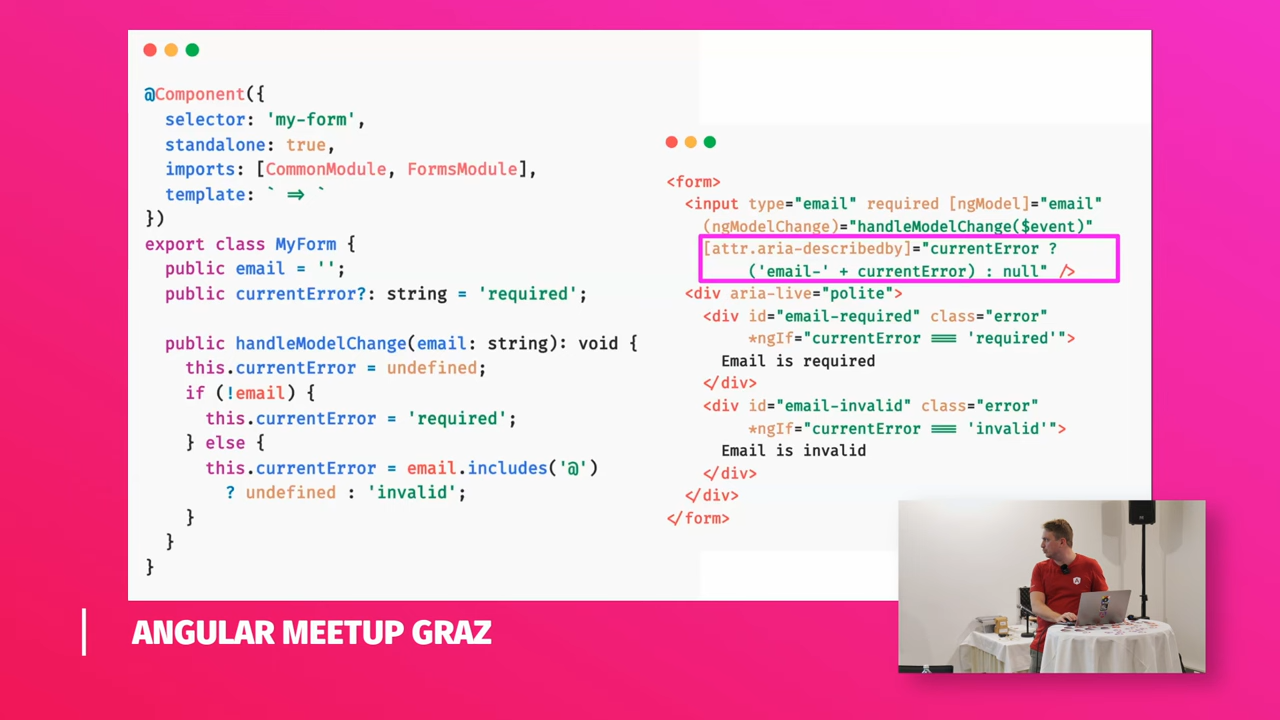 @Component({
selector: 'my-form',
standalone: true,
imports: [CommonModule, FormsModule],
template: ` => `
})
export class MyForm {
public email = '';
public currentError?: string = 'required';
public handleModelChange(email: string): void {
this.currentError = undefined;
if (!email) {
this.currentError = 'required';
} else {
this.currentError = email.includes('@')
? undefined : 'invalid';
}
}
}
<form>
<input type="email" required [ngModel]="email"
(ngModelChange)="handleModelChange($event)"
[attr.aria-describedby]="currentError ?
('email-' + currentError) : null" />
<div aria-live="polite">
<div id="email-required" class="error"
*ngIf="currentError === 'required'">
Email is required
</div>
<div id="email-invalid" class="error"
*ngIf="currentError === 'invalid'">
Email is invalid
</div>
</div>
</form>
ANGULAR MEETUP GRAZ